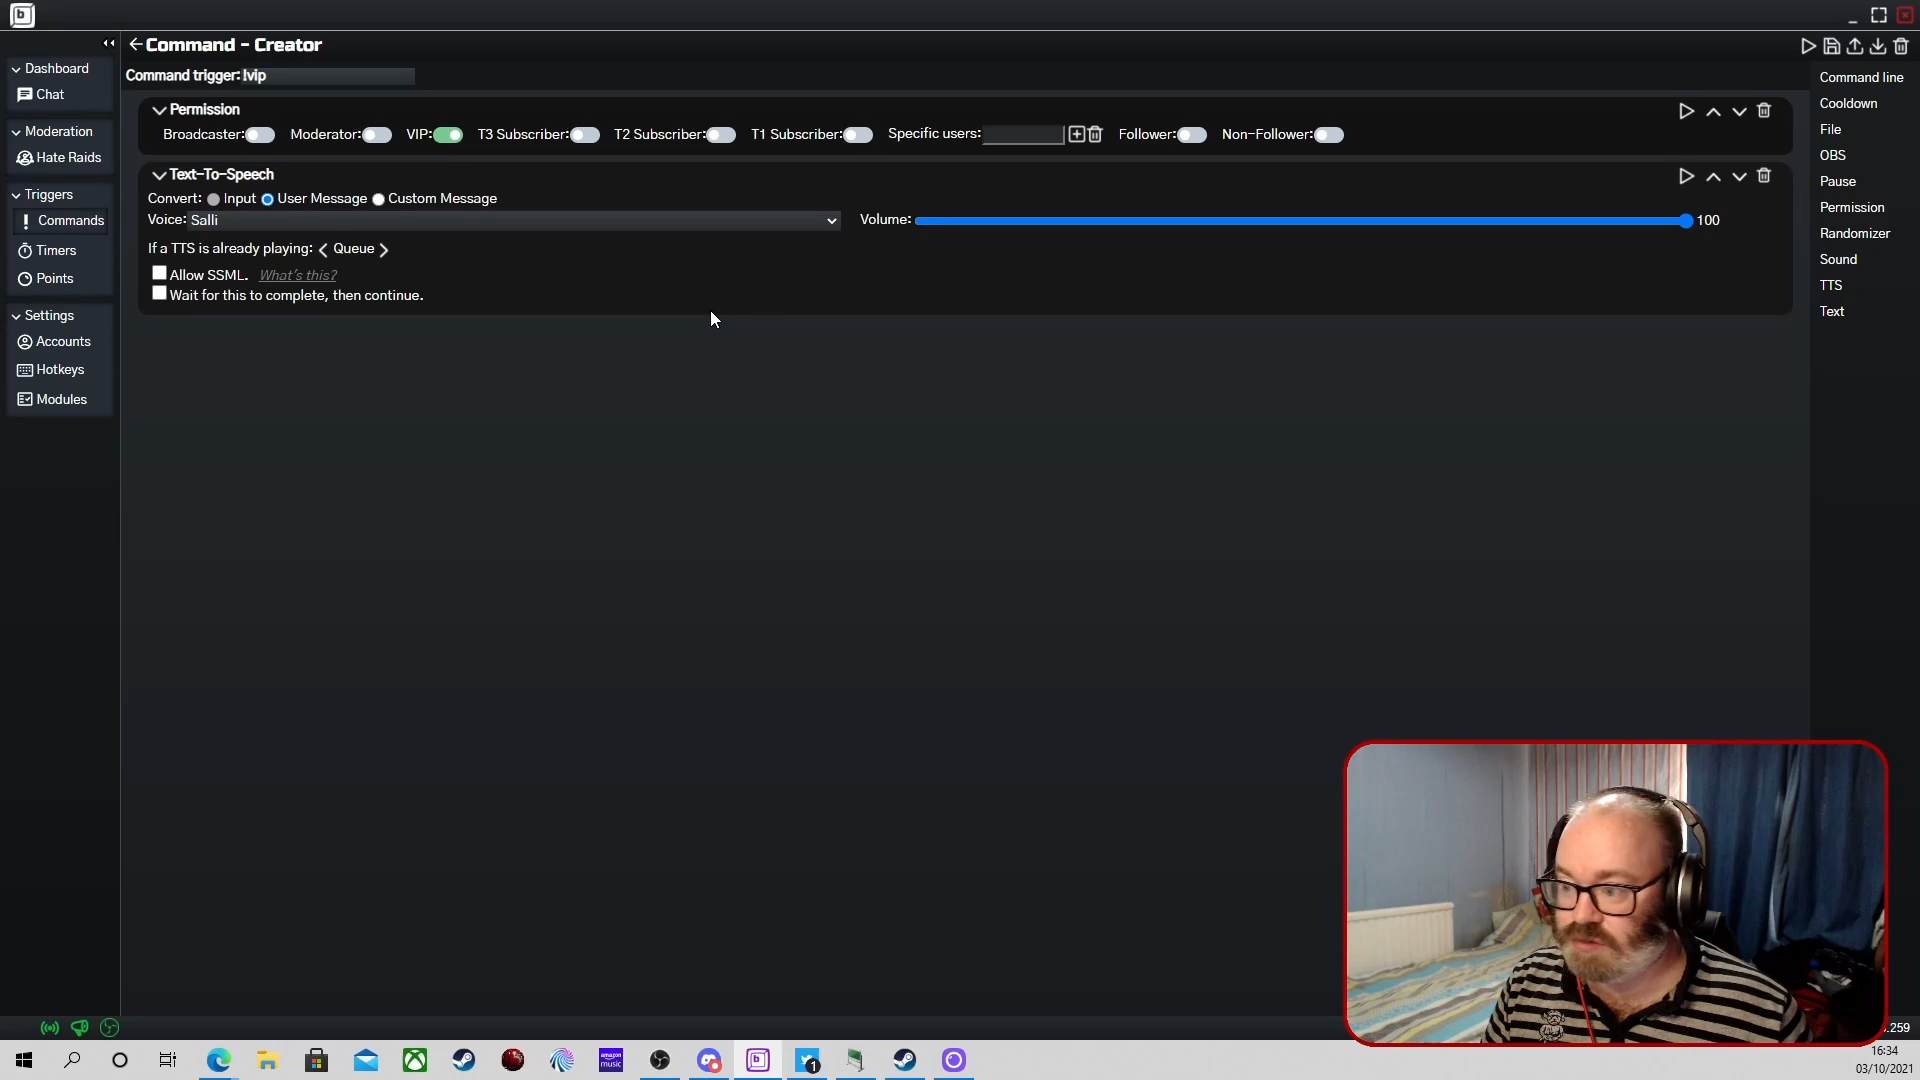 Command - Creator
Command trigger: !vip
Dashboard
Chat
Moderation
Hate Raids
Triggers
Commands
Timers
Points
Settings
Accounts
Hotkeys
Modules
Permission
Broadcaster: Moderator: VIP: T3 Subscriber: T2 Subscriber: T1 Subscriber: Specific users: Follower: Non-Follower:
Text-To-Speech
Convert: Input User Message Custom Message
Voice: Salli Volume: 100
If a TTS is already playing: < Queue >
Allow SSML. What's this?
Wait for this to complete, then continue.
Command line
Cooldown
File
OBS
Pause
Permission
Randomizer
Sound
TTS
Text
.259
amazon
music
1
16:34
03/10/2021